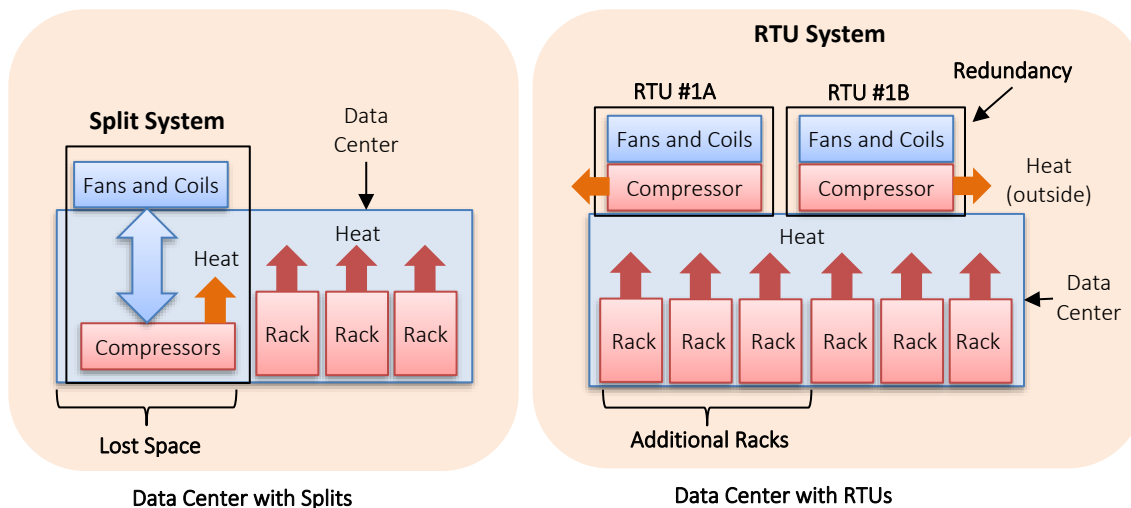 Split System
Data
Center
Fans and Coils
Heat
Heat
Compressors
Rack
Rack
Rack
Lost Space
Data Center with Splits
RTU System
Redundancy
RTU #1A
RTU #1B
Fans and Coils
Fans and Coils
Compressor
Compressor
Heat
(outside)
Heat
Data
Center
Rack
Rack
Rack
Rack
Rack
Rack
Additional Racks
Data Center with RTUs